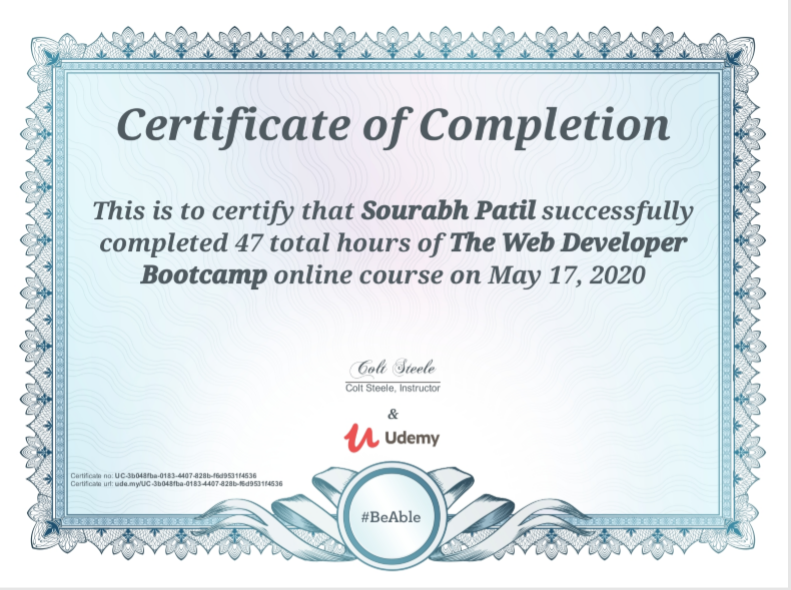 Certificate of Completion
This is to certify that Sourabh Patil successfully
completed 47 total hours of The Web Developer
Bootcamp online course on May 17, 2020
Colt Steele
Colt Steele, Instructor
&
Udemy
Certificate no: UC-3b048fba-0183-4407-828b-f6d9531f4536
Certificate url: ude.my/UC-3b048fba-0183-4407-828b-f6d9531f4536
#BeAble